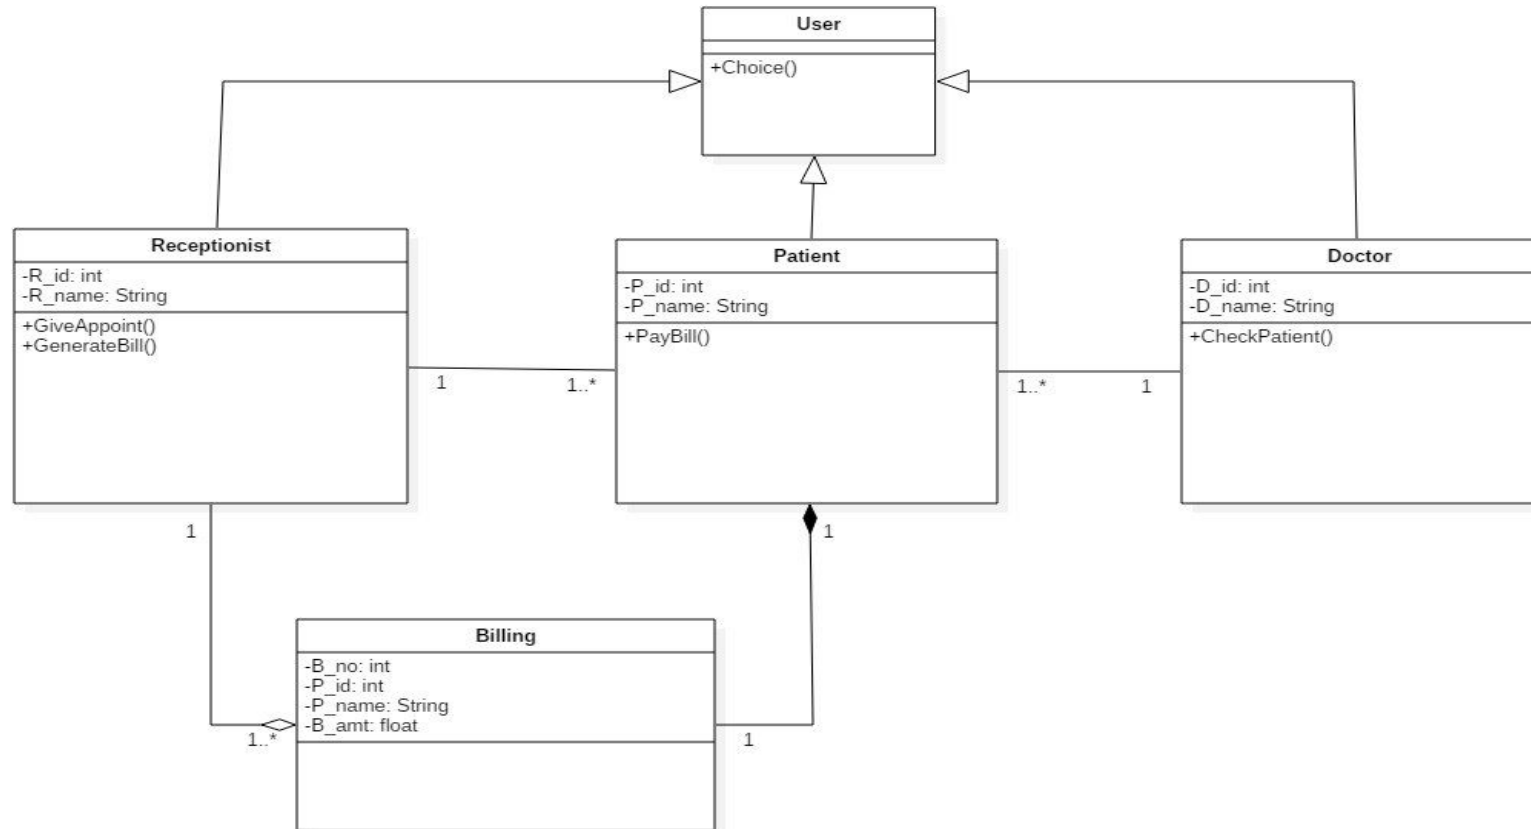 User
+Choice()
Receptionist
-R_id: int
-R_name: String
+GiveAppoint()
+GenerateBill()
Patient
-P_id: int
-P_name: String
+PayBill()
Doctor
-D_id: int
-D_name: String
+CheckPatient()
1
1..*
1..*
1
1
1
Billing
-B_no: int
-P_id: int
-P_name: String
-B_amt: float
1..*
1